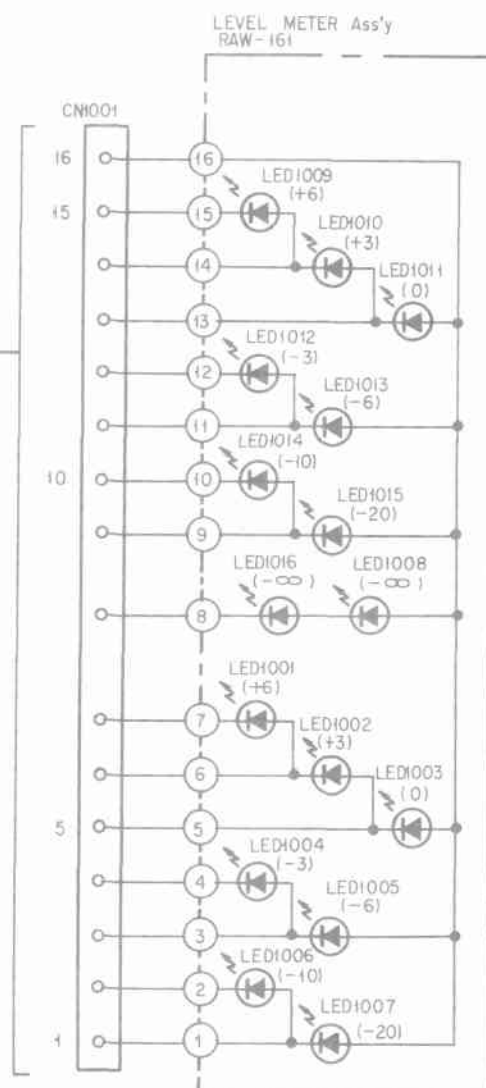 LEVEL METER Ass'y
RAW-161
CN1001
16
16
LED1009
(+6)
15
15
LED1010
(+3)
14
LED1011
(0)
13
LED1012
(-3)
12
LED1013
(-6)
11
LED1014
(-10)
10
10
LED1015
(-20)
9
LED1016
(-∞)
LED1008
(-∞)
8
LED1001
(+6)
7
LED1002
(+3)
6
LED1003
(0)
5
5
LED1004
(-3)
4
LED1005
(-6)
3
LED1006
(-10)
2
LED1007
(-20)
1
1